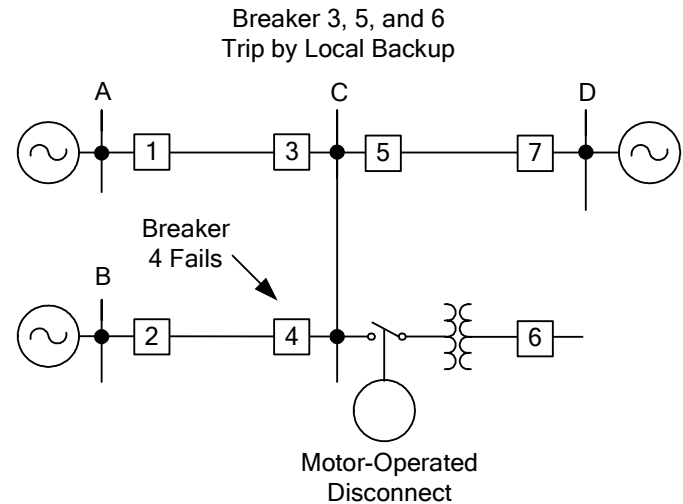 Breaker 3, 5, and 6
Trip by Local Backup
A
C
D
1
3
5
7
Breaker
4 Fails
B
2
4
6
Motor-Operated
Disconnect